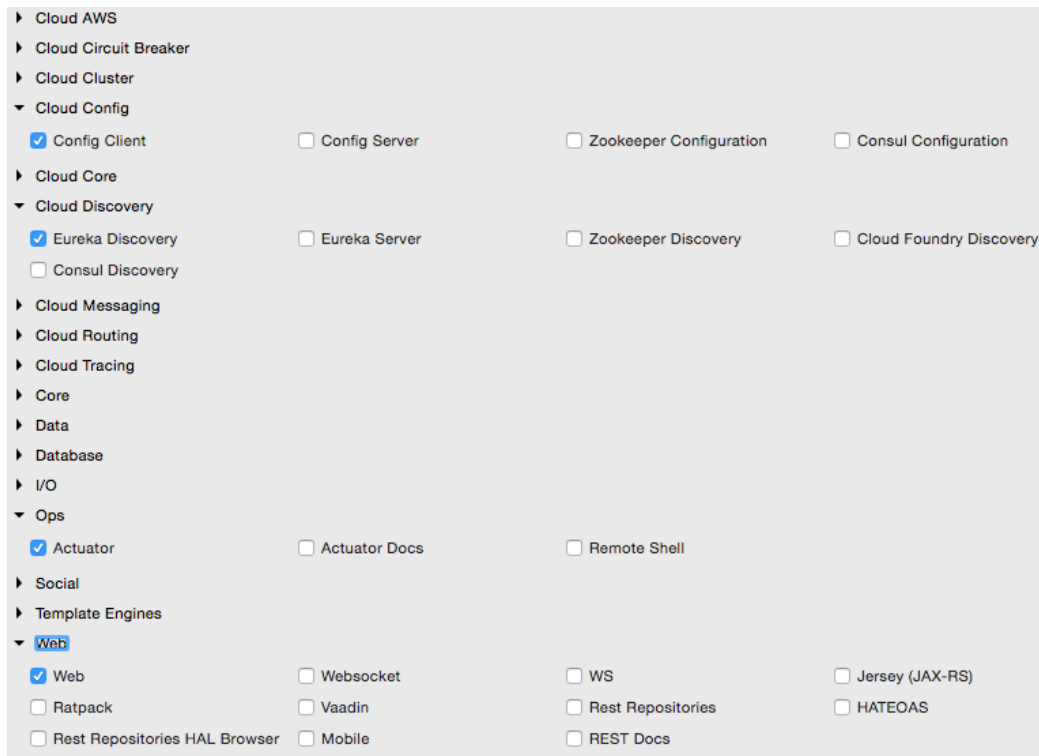 Cloud AWS
Cloud Circuit Breaker
Cloud Cluster
Cloud Config
Config Client Config Server Zookeeper Configuration Consul Configuration
Cloud Core
Cloud Discovery
Eureka Discovery Eureka Server Zookeeper Discovery Cloud Foundry Discovery
Consul Discovery
Cloud Messaging
Cloud Routing
Cloud Tracing
Core
Data
Database
I/O
Ops
Actuator Actuator Docs Remote Shell
Social
Template Engines
Web
Web Websocket WS Jersey (JAX-RS)
Ratpack Vaadin Rest Repositories HATEOAS
Rest Repositories HAL Browser Mobile REST Docs